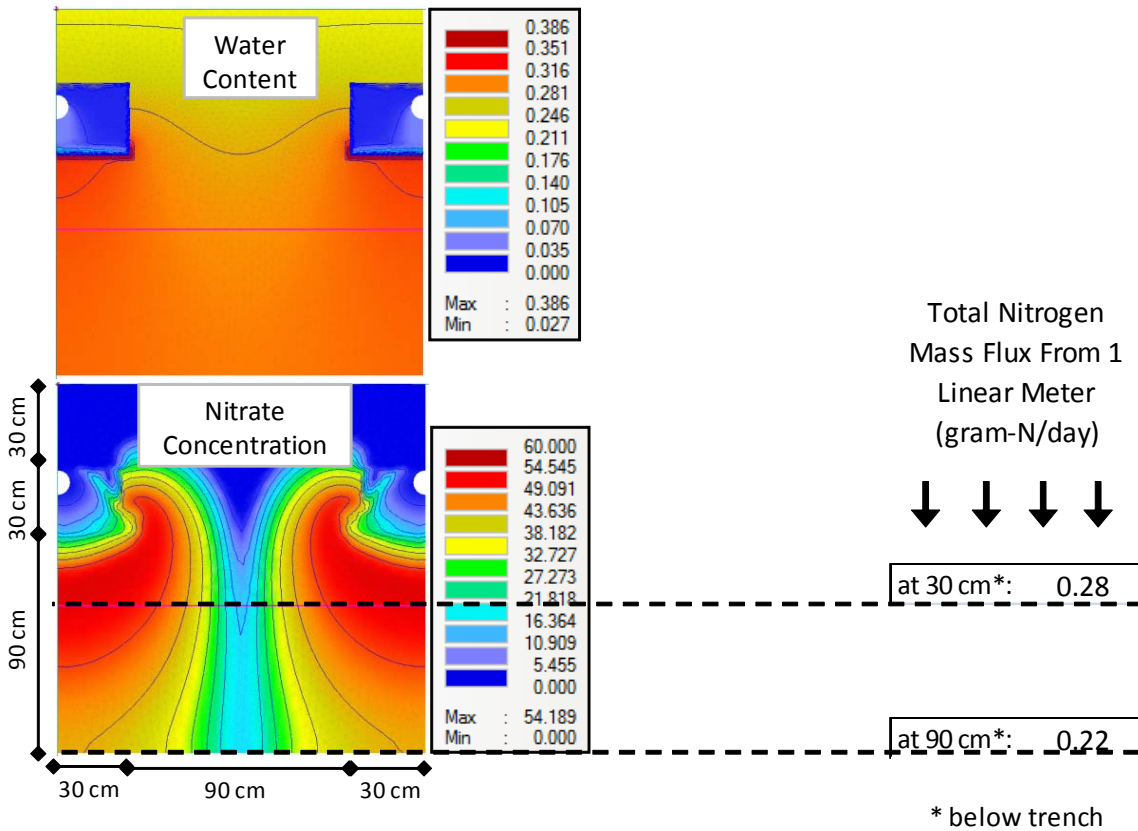 Water
Content
0.386
0.351
0.316
0.281
0.246
0.211
0.176
0.140
0.105
0.070
0.035
0.000
Max : 0.386
Min : 0.027
Nitrate
Concentration
30 cm
30 cm
90 cm
60.000
54.545
49.091
43.636
38.182
32.727
27.273
21.818
16.364
10.909
5.455
0.000
Max : 54.189
Min : 0.000
30 cm 90 cm 30 cm
Total Nitrogen
Mass Flux From 1
Linear Meter
(gram-N/day)
at 30 cm*: 0.28
at 90 cm*: 0.22
* below trench